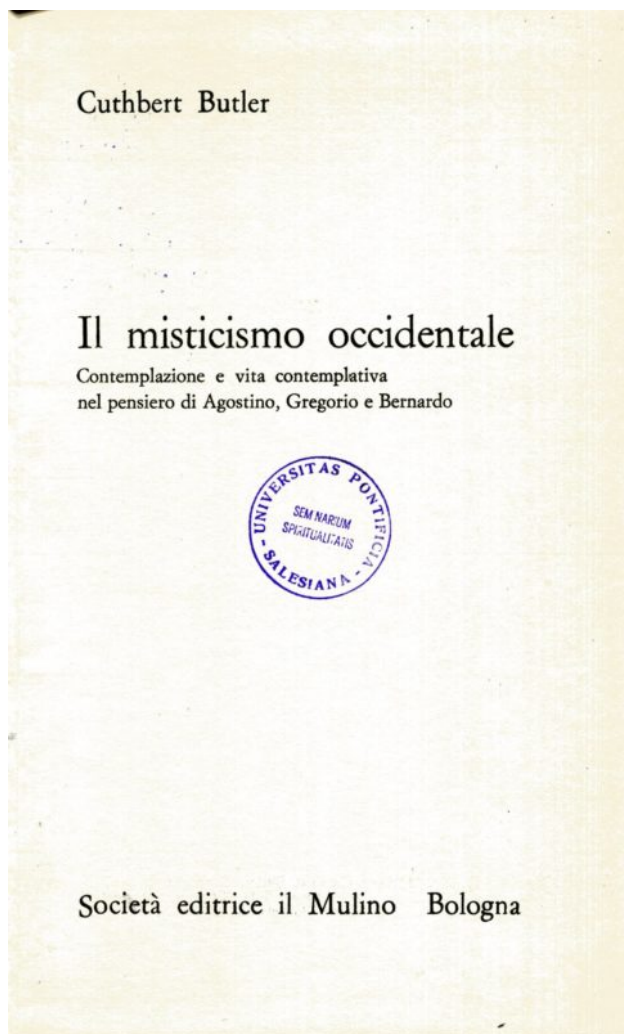 Cuthbert Butler
Il misticismo occidentale
Contemplazione e vita contemplativa
nel pensiero di Agostino, Gregorio e Bernardo
UNIVERSITAS PONTIFICIA
- SALESIANA -
SEM NARIUM
SPIRITUALITATIS
Società editrice il Mulino Bologna